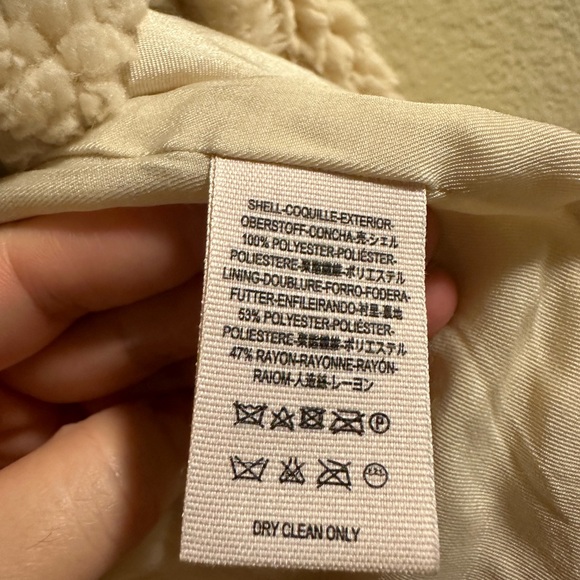 SHELL-COQUILLE-EXTERIOR-
OBERSTOFF-CONCHA-売-シェル
100% POLYESTER-POLIÉSTER-
POLIESTERE-聚酯纖維-ポリエステル
LINING-DOUBLURE-FORRO-FODERA-
FUTTER-ENFILEIRANDO-付里-裏地
53% POLYESTER-POLIÉSTER-
POLIESTERE-聚酯纖維-ポリエステル
47% RAYON-RAYONNE-RAYON-
RAIOM-人造絲-レーヨン
P
DRY CLEAN ONLY